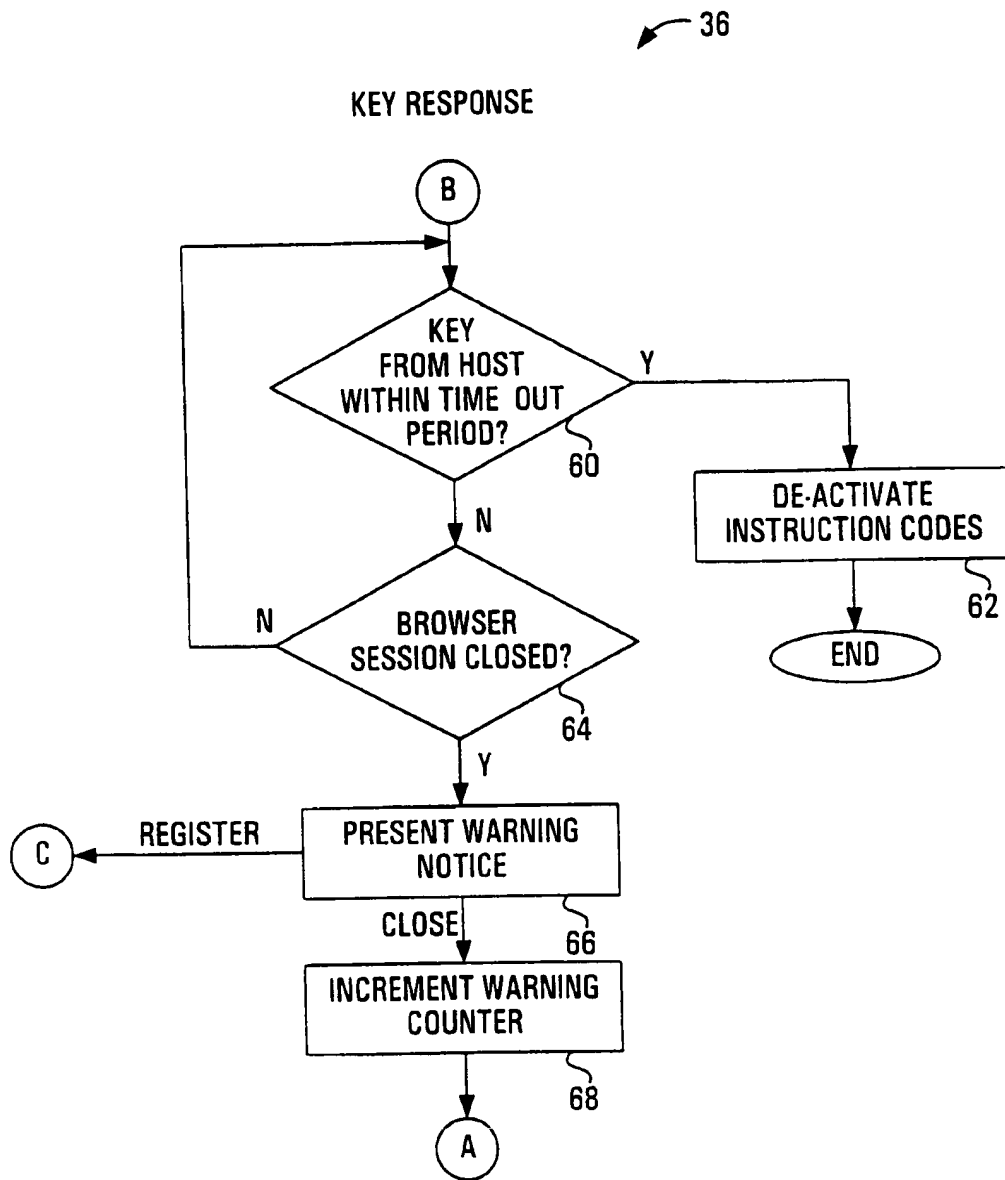 36
KEY RESPONSE
B
KEY
FROM HOST
WITHIN TIME OUT
PERIOD?
Y
60
N
DE-ACTIVATE
INSTRUCTION CODES
62
END
N
BROWSER
SESSION CLOSED?
64
Y
PRESENT WARNING
NOTICE
66
REGISTER
C
CLOSE
INCREMENT WARNING
COUNTER
68
A